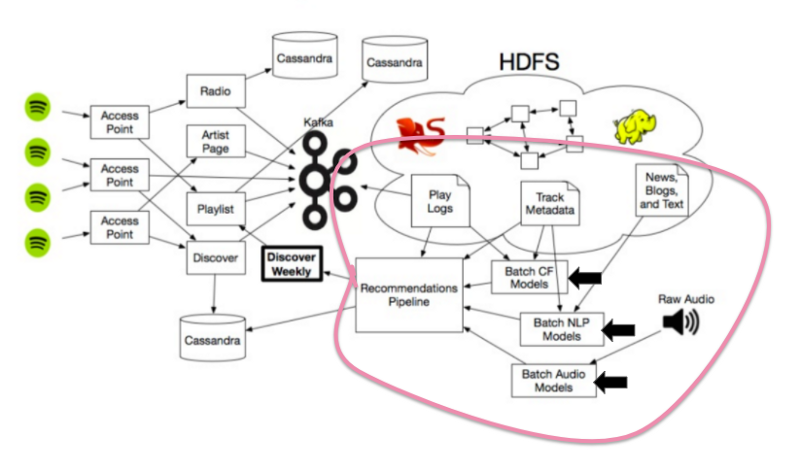 HDFS
Cassandra
Cassandra
Radio
Kafka
Access
Point
Artist
Page
S
Access
Point
Playlist
Play
Logs
Track
Metadata
News,
Blogs,
and Text
Access
Point
Discover
Discover
Weekly
Batch CF
Models
Recommendations
Pipeline
Raw Audio
Batch NLP
Models
Cassandra
Batch Audio
Models